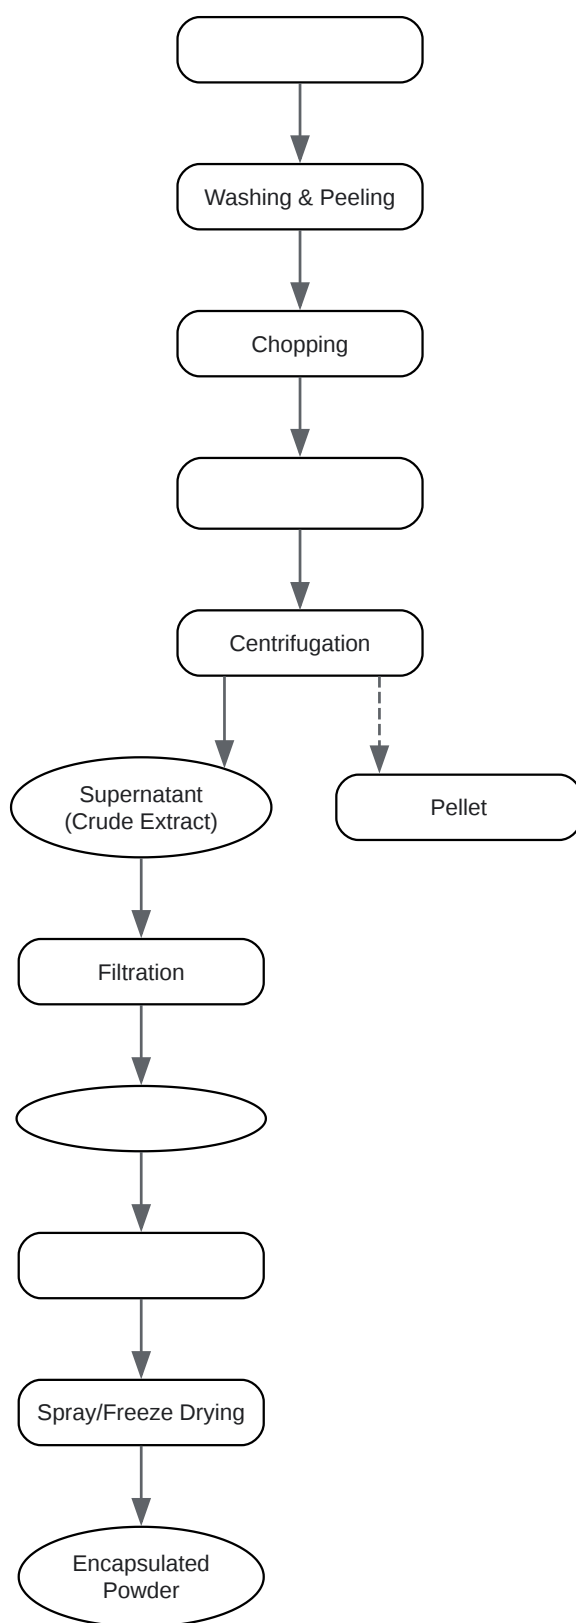 Washing & Peeling
Chopping
Centrifugation
Supernatant
(Crude Extract)
Pellet
Filtration
Spray/Freeze Drying
Encapsulated
Powder